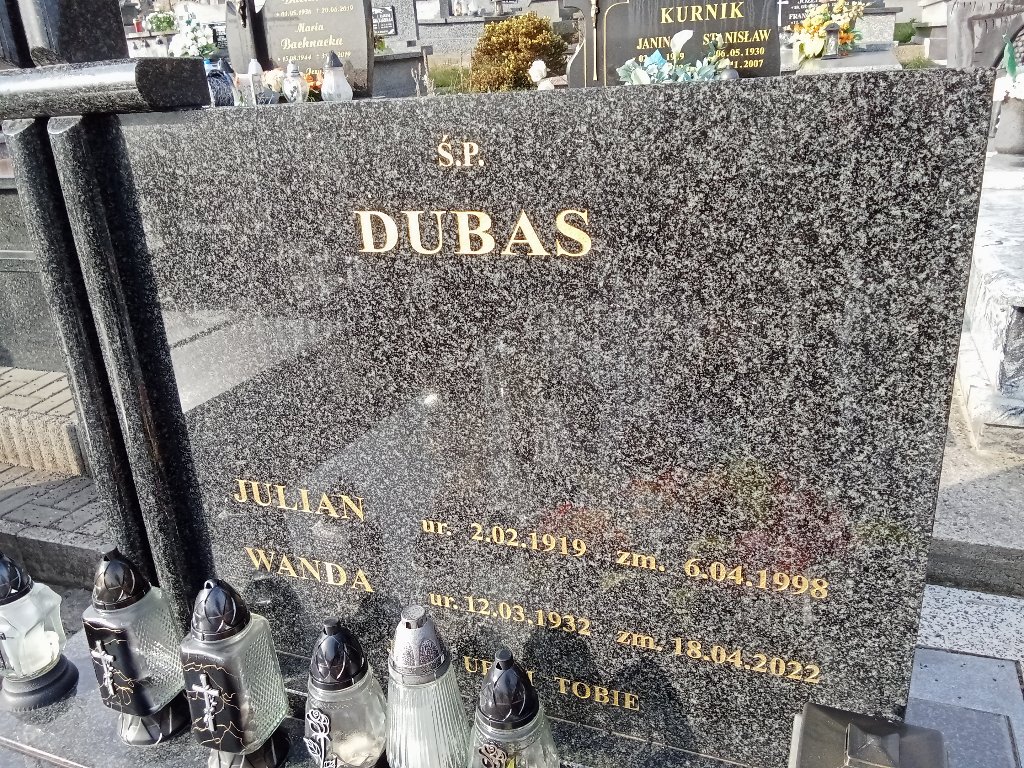 Maria
Bachnacka
KURNIK
STANISŁAW
Ś.P.
DUBAS
JULIAN ur. 2.02.1919 zm. 6.04.1998
WANDA ur. 12.03.1932 zm. 18.04.2022
TOBIE